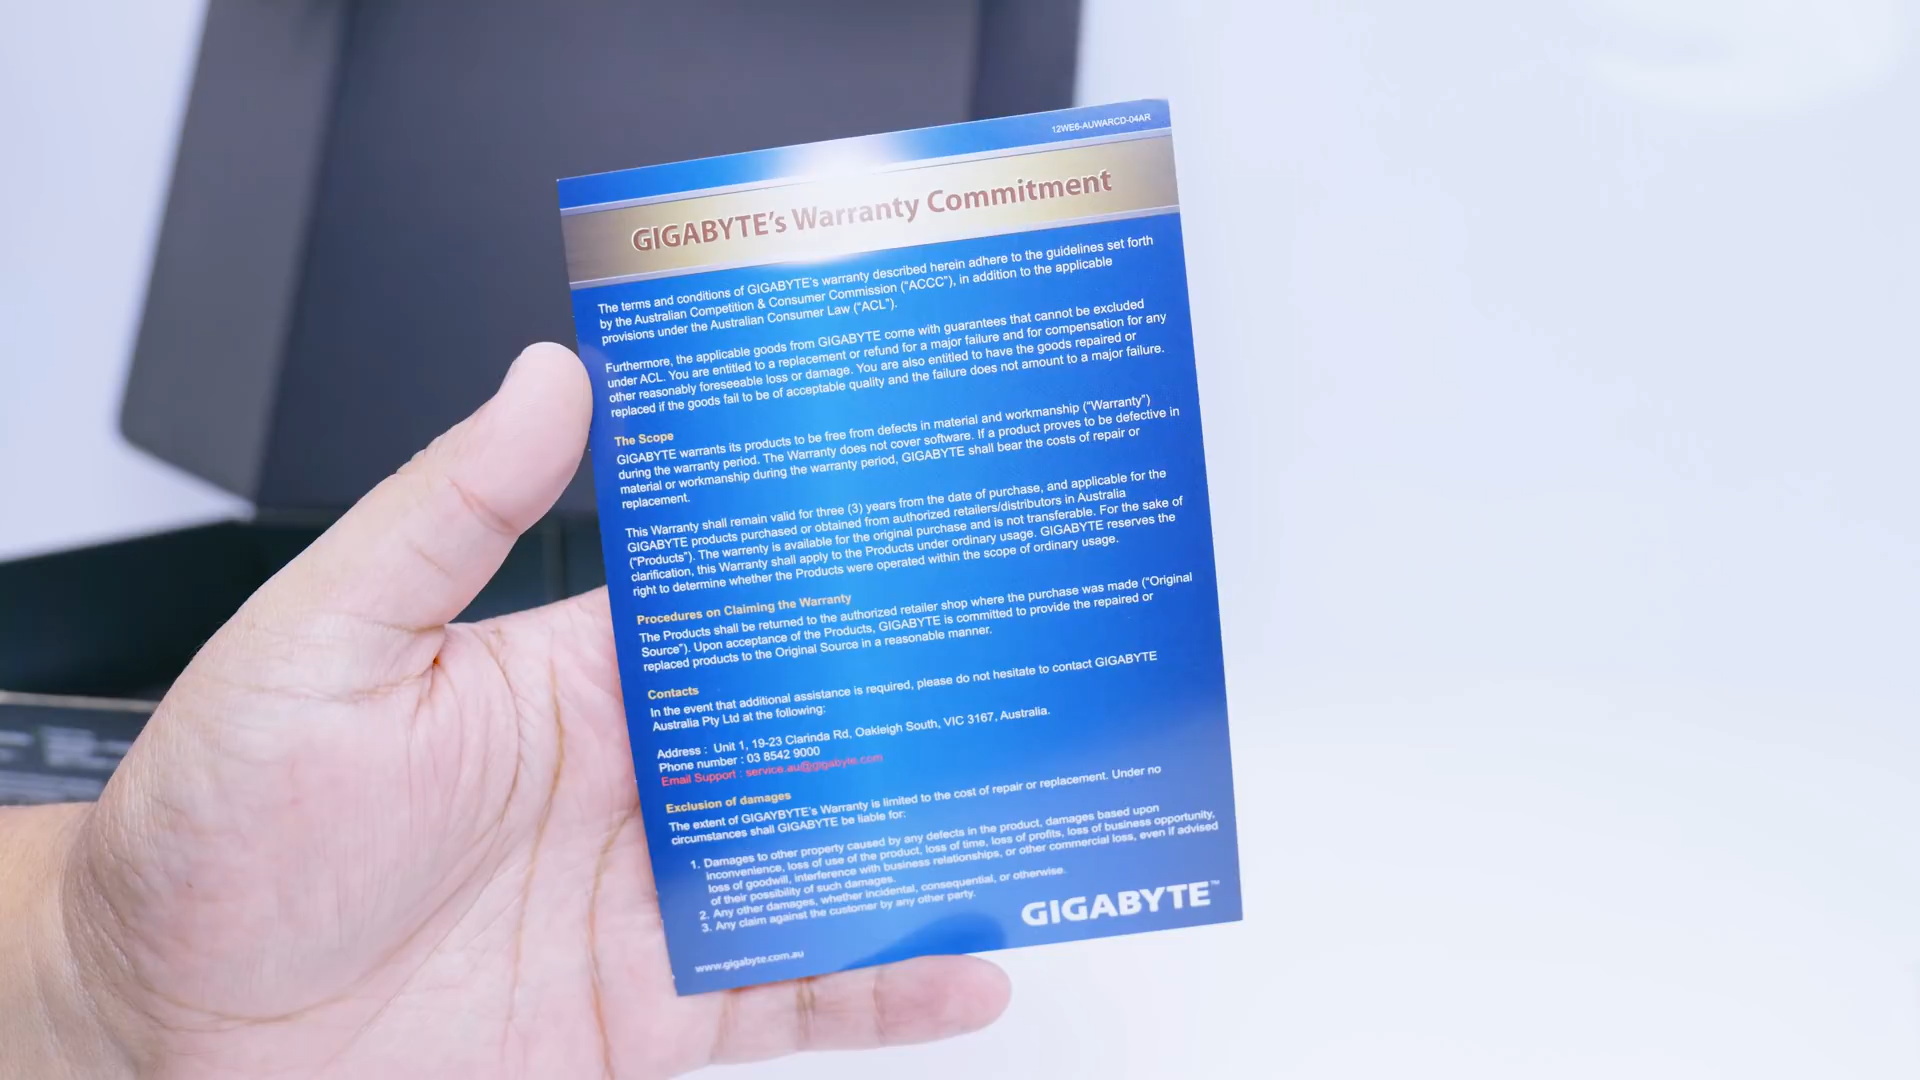 12WE6-AUWARCD-04AR
GIGABYTE's Warranty Commitment
The terms and conditions of GIGABYTE's warranty described herein adhere to the guidelines set forth
by the Australian Competition & Consumer Commission ("ACCC"), in addition to the applicable
provisions under the Australian Consumer Law ("ACL").
Furthermore, the applicable goods from GIGABYTE come with guarantees that cannot be excluded
under ACL. You are entitled to a replacement or refund for a major failure and for compensation for any
other reasonably foreseeable loss or damage. You are also entitled to have the goods repaired or
replaced if the goods fail to be of acceptable quality and the failure does not amount to a major failure.
The Scope
GIGABYTE warrants its products to be free from defects in material and workmanship ("Warranty")
during the warranty period. The Warranty does not cover software. If a product proves to be defective in
material or workmanship during the warranty period, GIGABYTE shall bear the costs of repair or
replacement.
This Warranty shall remain valid for three (3) years from the date of purchase, and applicable for the
GIGABYTE products purchased or obtained from authorized retailers/distributors in Australia
("Products"). The warrenty is available for the original purchase and is not transferable. For the sake of
clarification, this Warranty shall apply to the Products under ordinary usage. GIGABYTE reserves the
right to determine whether the Products were operated within the scope of ordinary usage.
Procedures on Claiming the Warranty
The Products shall be returned to the authorized retailer shop where the purchase was made ("Original
Source"). Upon acceptance of the Products, GIGABYTE is committed to provide the repaired or
replaced products to the Original Source in a reasonable manner.
Contacts
In the event that additional assistance is required, please do not hesitate to contact GIGABYTE
Australia Pty Ltd at the following:
Address : Unit 1, 19-23 Clarinda Rd, Oakleigh South, VIC 3167, Australia.
Phone number : 03 8542 9000
Email Support : service.au@gigabyte.com
Exclusion of damages
The extent of GIGAYBYTE's Warranty is limited to the cost of repair or replacement. Under no
circumstances shall GIGABYTE be liable for:
1. Damages to other property caused by any defects in the product, damages based upon
inconvenience, loss of use of the product, loss of time, loss of profits, loss of business opportunity,
loss of goodwill, interference with business relationships, or other commercial loss, even if advised
of their possibility of such damages.
2. Any other damages, whether incidental, consequential, or otherwise.
3. Any claim against the customer by any other party.
GIGABYTE™
www.gigabyte.com.au